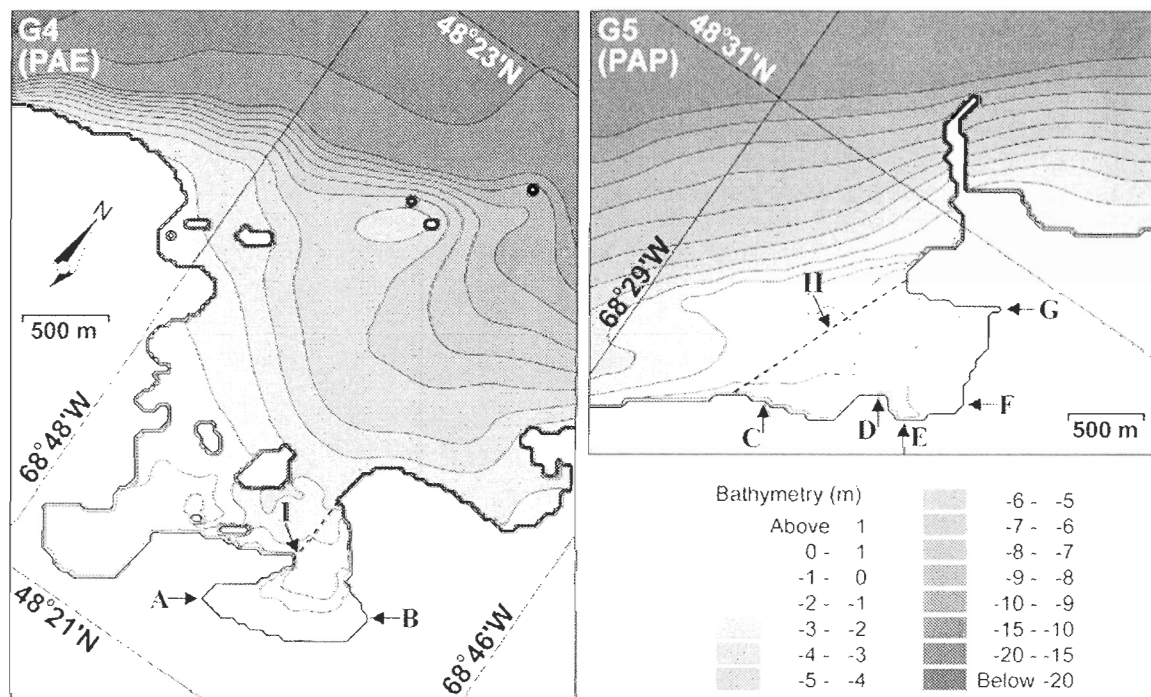 G4
(PAE)
48°23'N
N
500 m
68°48'W
I
A
B
48°21'N
68°46'W
G5
(PAP)
48°31'N
68°29'W
II
G
C
D
E
F
500 m
Bathymetry (m)
Above 1
0 - 1
-1 - 0
-2 - -1
-3 - -2
-4 - -3
-5 - -4
-6 - -5
-7 - -6
-8 - -7
-9 - -8
-10 - -9
-15 - -10
-20 - -15
Below -20